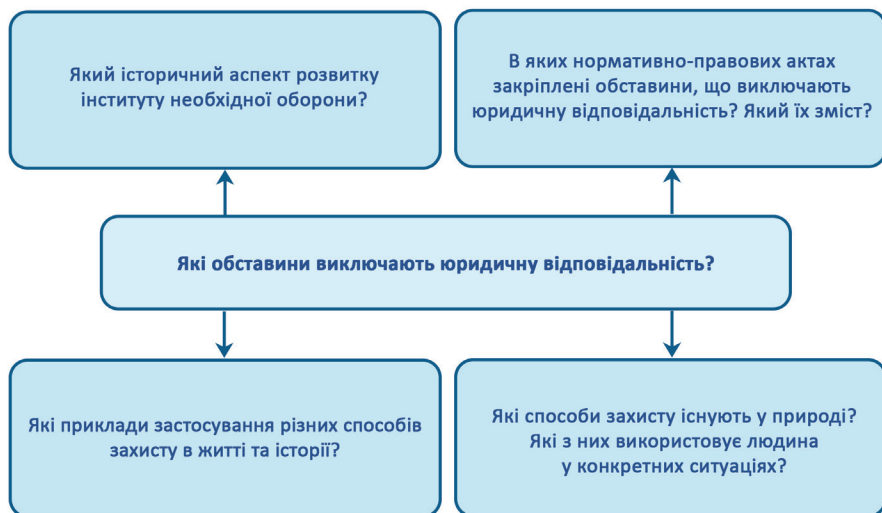 Який історичний аспект розвитку
інституту необхідної оборони?
В яких нормативно-правових актах
закріплені обставини, що виключають
юридичну відповідальність? Який їх зміст?
Які обставини виключають юридичну відповідальність?
Які приклади застосування різних способів
захисту в житті та історії?
Які способи захисту існують у природі?
Які з них використовує людина
у конкретних ситуаціях?